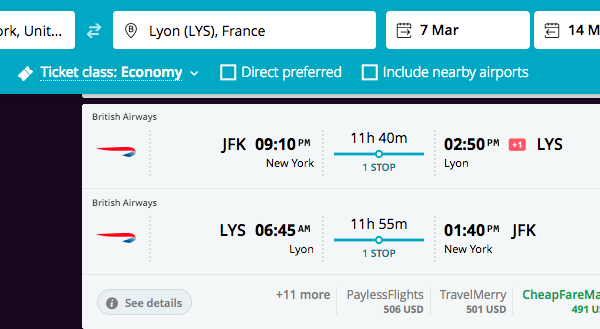 rk, Unit...
B Lyon (LYS), France
7 Mar
14 M
Ticket class: Economy
Direct preferred
Include nearby airports
British Airways
JFK 09:10 PM
New York
11h 40m
1 STOP
02:50 PM +1 LYS
Lyon
British Airways
LYS 06:45 AM
Lyon
11h 55m
1 STOP
01:40 PM JFK
New York
i See details
+11 more
PaylessFlights
506 USD
TravelMerry
501 USD
CheapFareMa
491 US